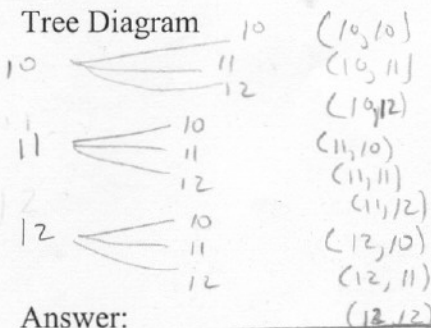 Tree Diagram
10 (10, 10)
10 11 (10, 11)
12 (10,12)
10 (11, 10)
11 11 (11, 11)
12 (11, 12)
12 10 (12, 10)
11 (12, 11)
12 (12, 12)
Answer: